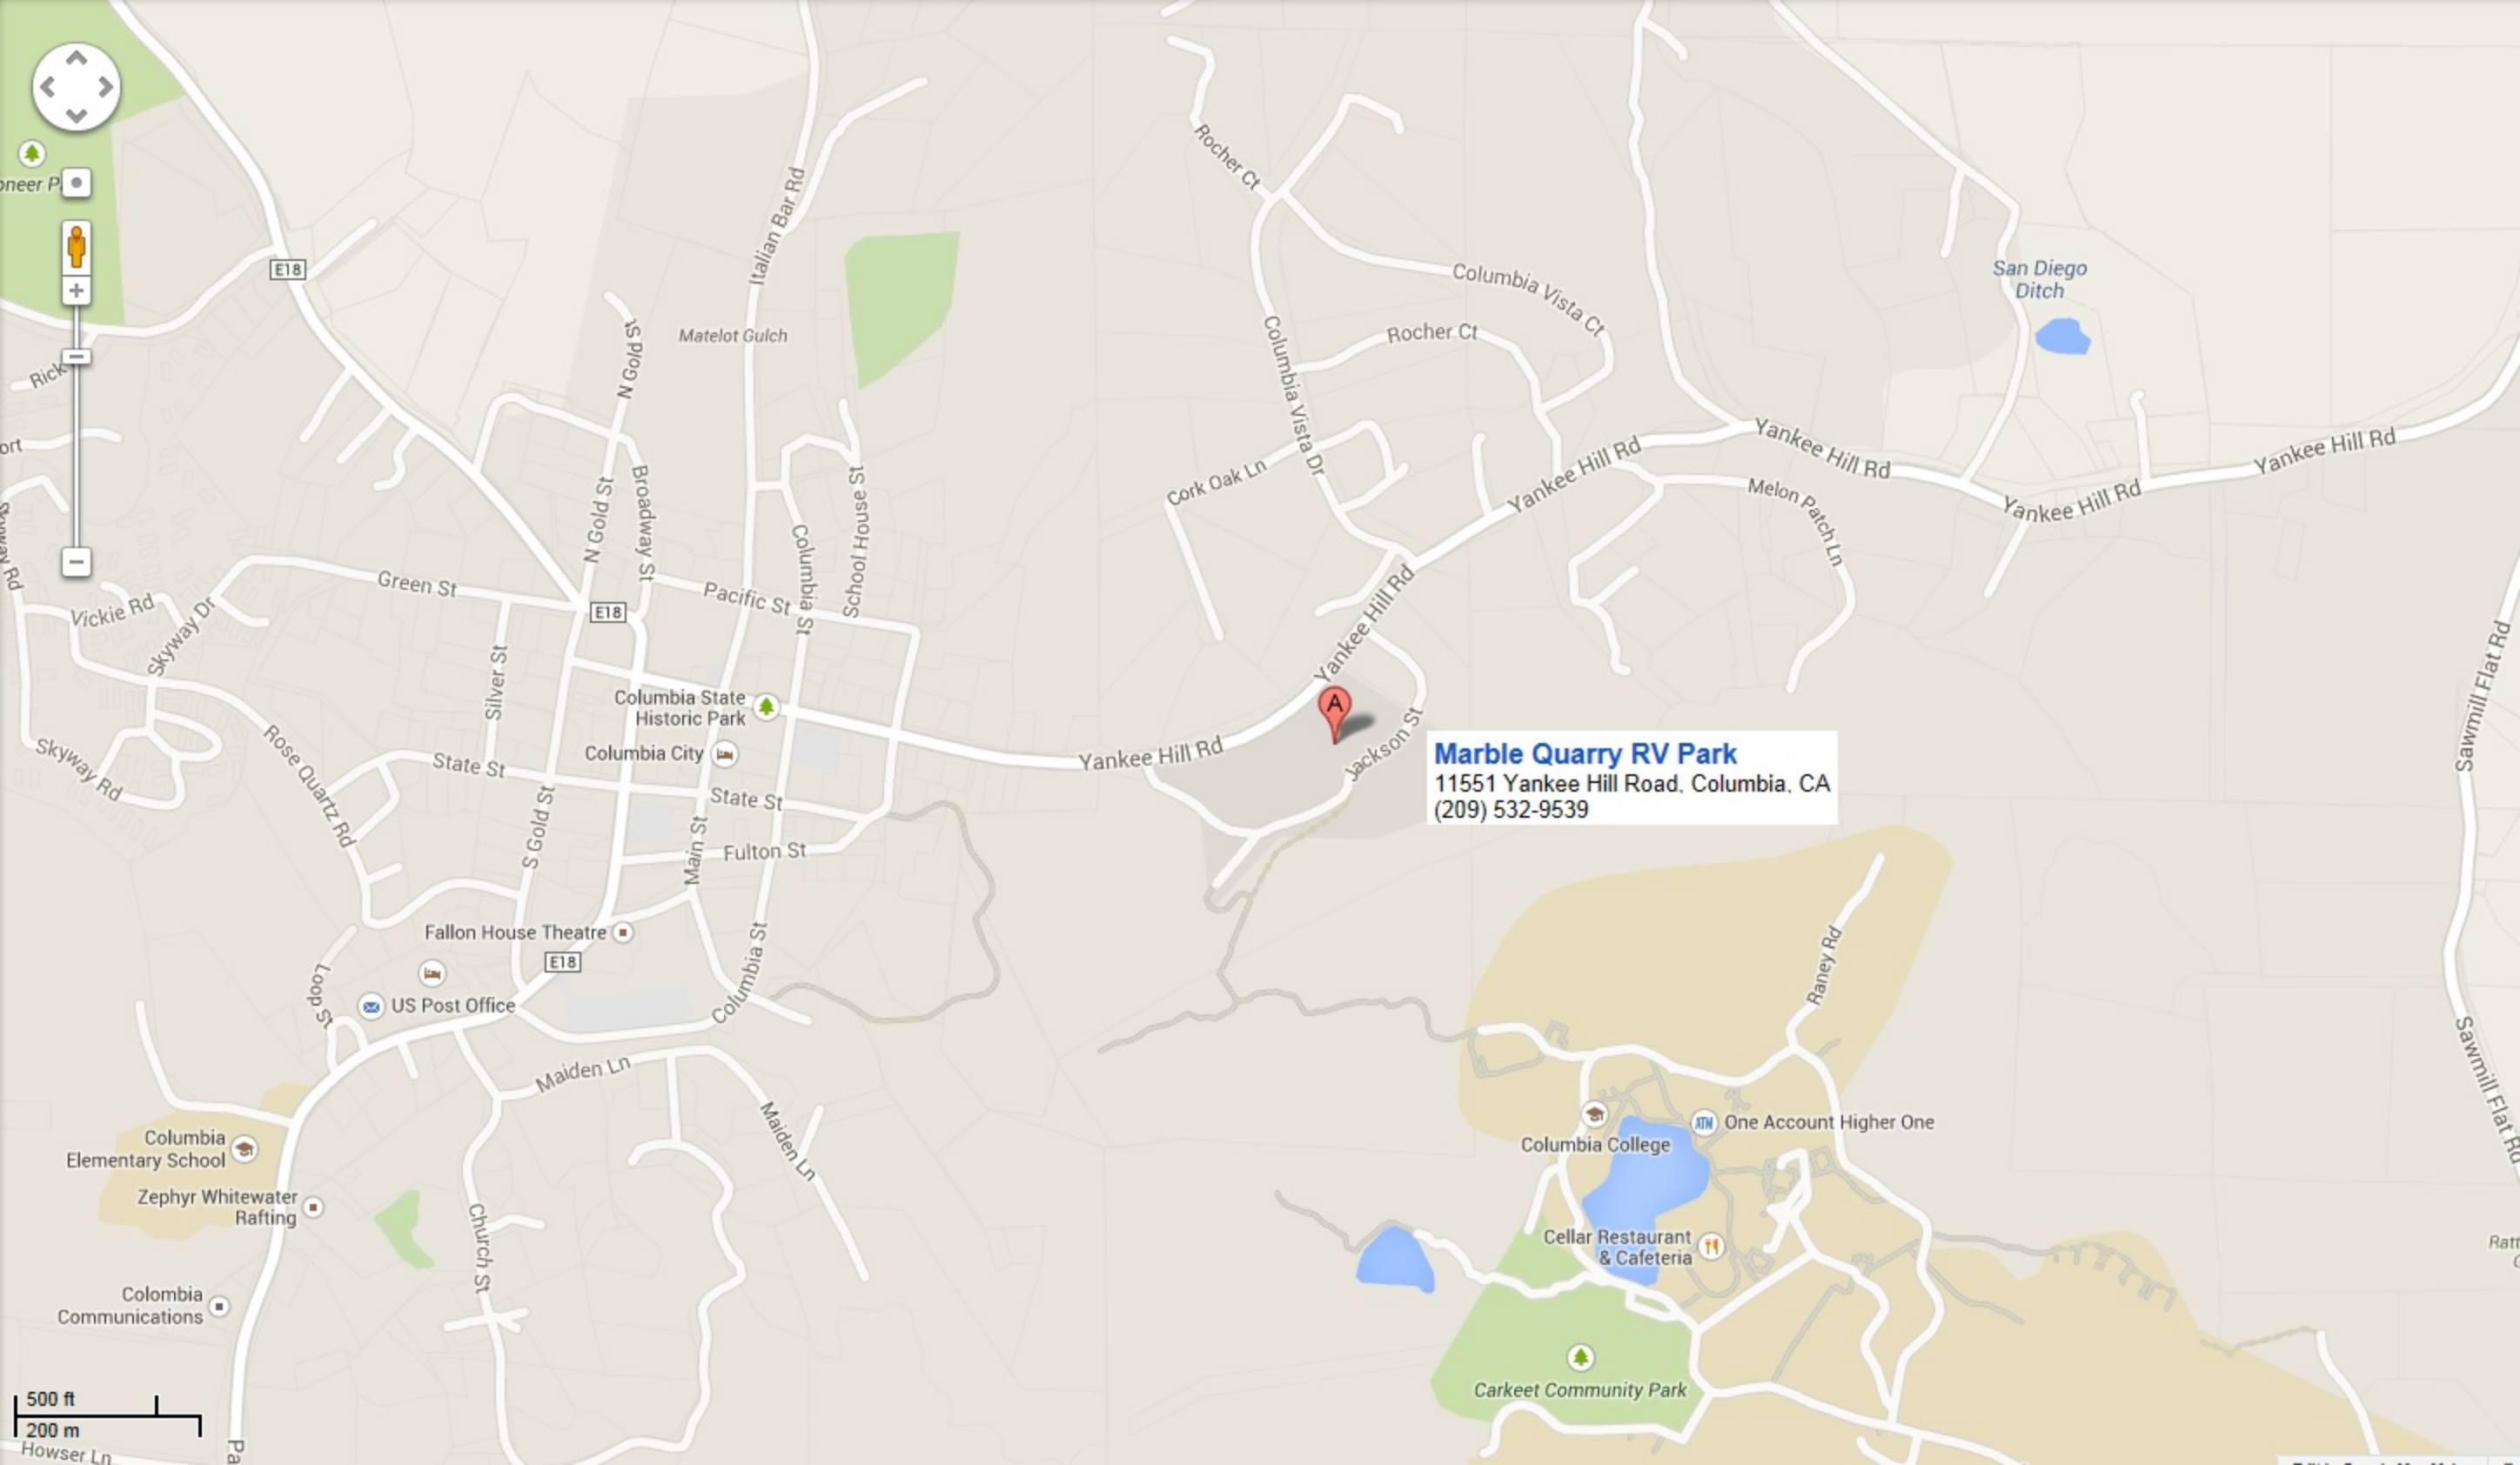 Rocher Ct
oneer P
Italian Bar Rd
E18
San Diego
Ditch
Columbia Vista Ct
Matelot Gulch
N Gold St
Rocher Ct
Columbia Vista Dr
Rick
ort
Yankee Hill Rd
Yankee Hill Rd
Yankee Hill Rd
Yankee Hill Rd
Cork Oak Ln
Melon Patch Ln
N Gold St
Broadway St
School House St
Columbia St
Green St
Pacific St
E18
Vickie Rd
Skyway Dr
Yankee Hill Rd
Silver St
Sawmill Flat Rd
Columbia State
Historic Park
A
Jackson St
Columbia City
Yankee Hill Rd
Marble Quarry RV Park
11551 Yankee Hill Road, Columbia, CA
(209) 532-9539
Skyway Rd
Rose Quartz Rd
State St
State St
S Gold St
Main St
Fulton St
Fallon House Theatre
E18
Columbia St
Raney Rd
Loop St
US Post Office
Maiden Ln
Maiden Ln
Sawmill Flat Rd
Columbia
Elementary School
Columbia College
ATM
One Account Higher One
Zephyr Whitewater
Rafting
Church St
Cellar Restaurant
& Cafeteria
Ratt
Colombia
Communications
Carkeet Community Park
500 ft
200 m
Howser Ln
Pa